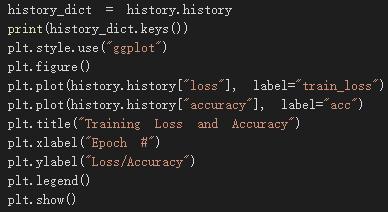 history_dict = history.history
print(history_dict.keys())
plt.style.use("ggplot")
plt.figure()
plt.plot(history.history["loss"], label="train_loss")
plt.plot(history.history["accuracy"], label="acc")
plt.title("Training Loss and Accuracy")
plt.xlabel("Epoch #")
plt.ylabel("Loss/Accuracy")
plt.legend()
plt.show()